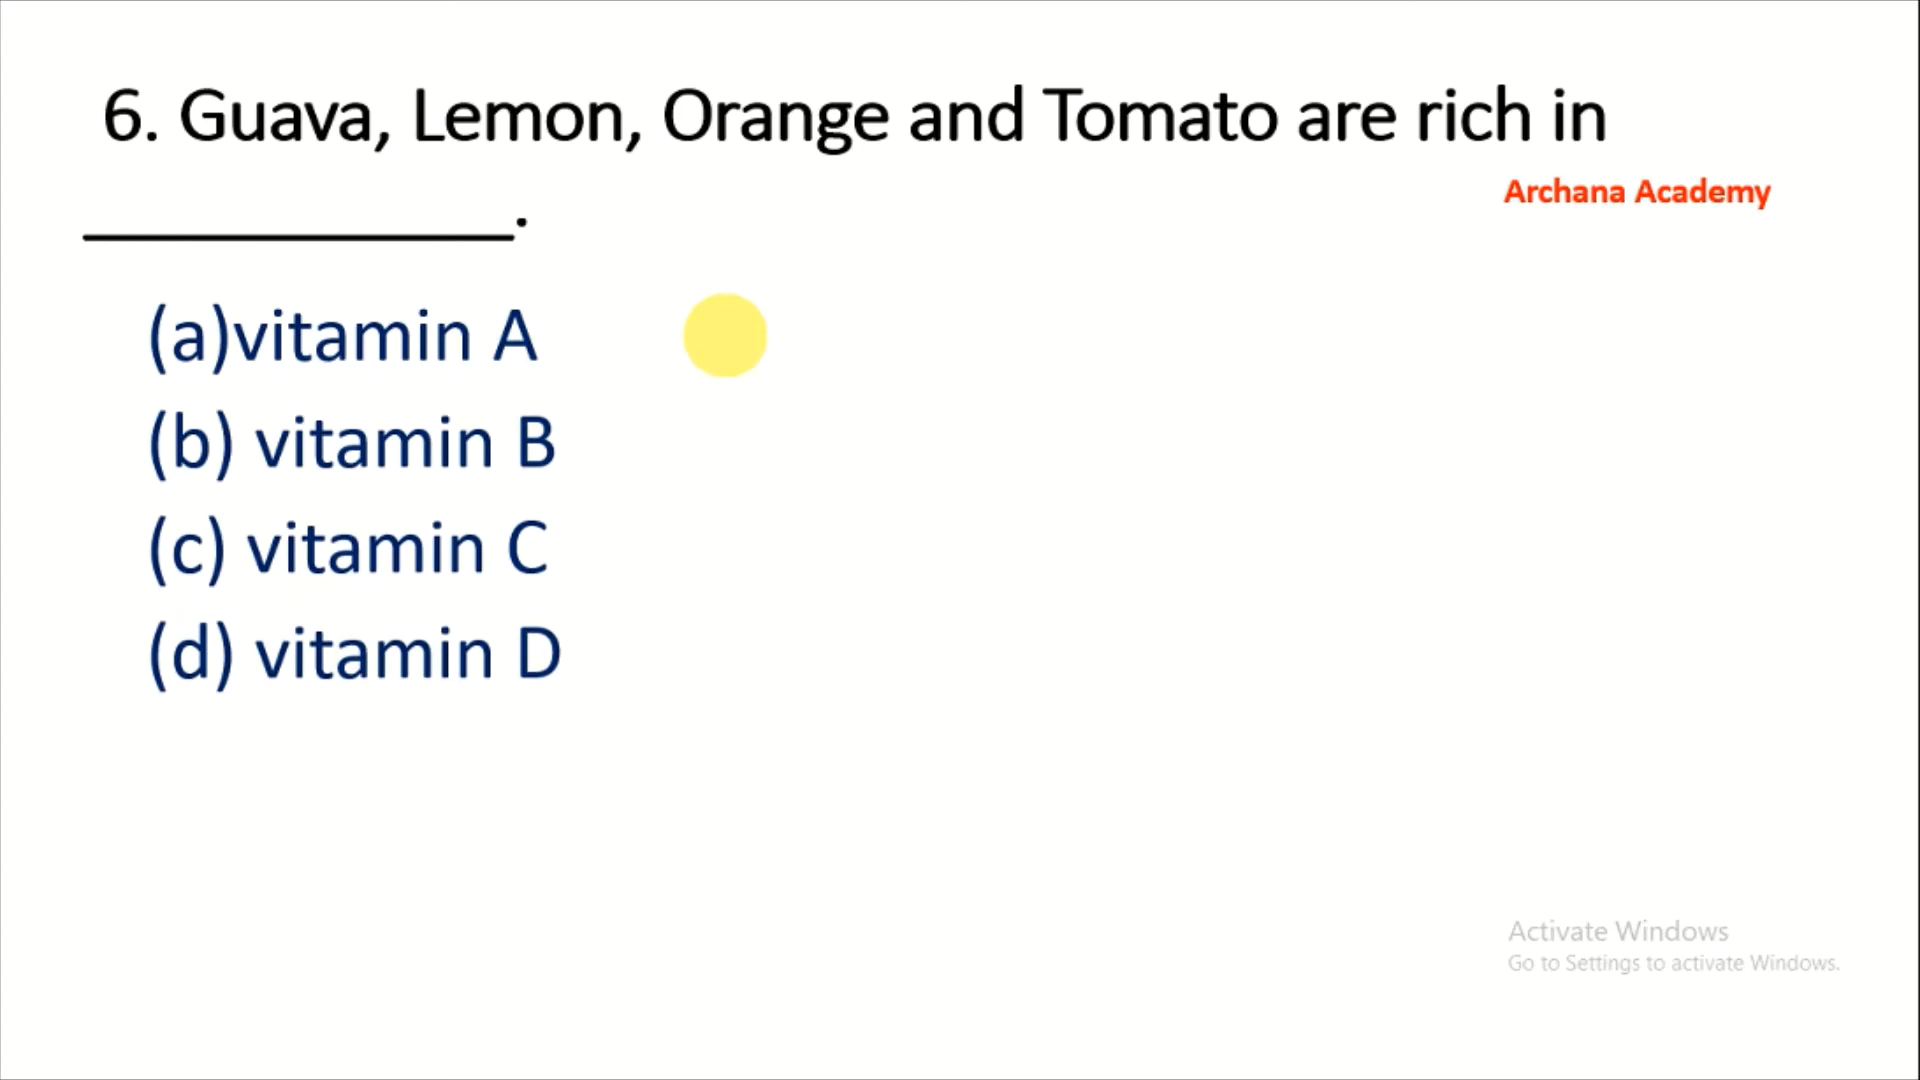 6. Guava, Lemon, Orange and Tomato are rich in
Archana Academy
______________.
(a)vitamin A
(b) vitamin B
(c) vitamin C
(d) vitamin D
Activate Windows
Go to Settings to activate Windows.